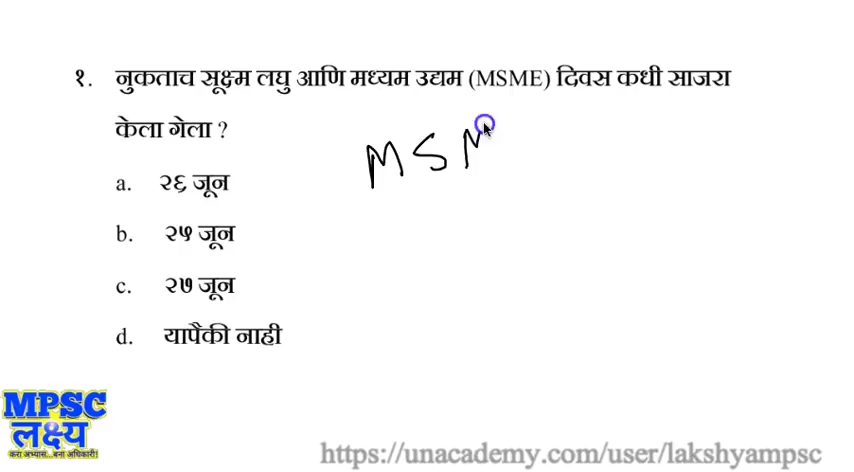 १. नुकताच सूक्ष्म लघु आणि मध्यम उद्यम (MSME) दिवस कधी साजरा
केला गेला ?
MSM
a. २६ जून
b. २५ जून
c. २७ जून
d. यापैकी नाही
MPSC
लक्ष्य
करा अभ्यास...बना अधिकारी!
https://unacademy.com/user/lakshyampsc